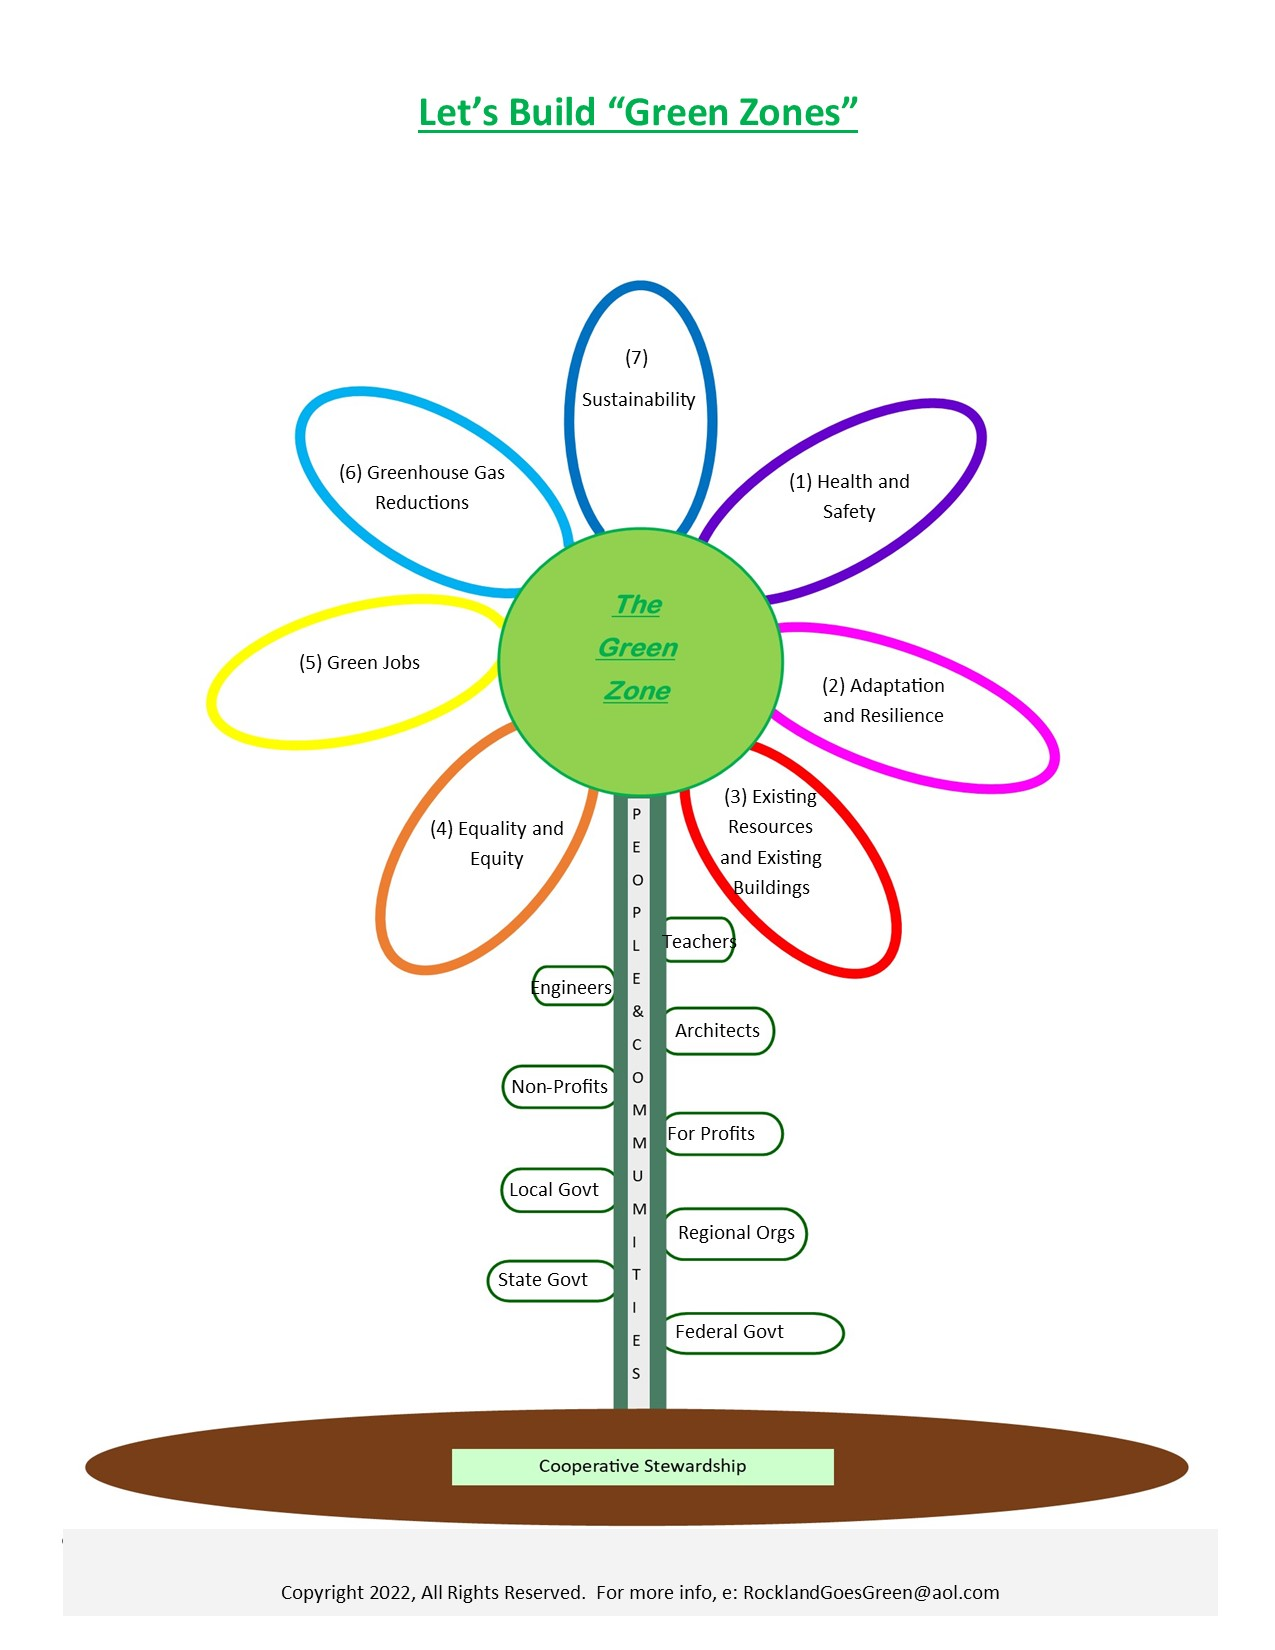 Let’s Build “Green Zones”
(7)
Sustainability
(6) Greenhouse Gas
Reductions
(1) Health and
Safety
The
Green
Zone
(5) Green Jobs
(2) Adaptation
and Resilience
(4) Equality and
Equity
(3) Existing
Resources
and Existing
Buildings
PEOPLE&COMMUMITIES
Teachers
Engineers
Architects
Non-Profits
For Profits
Local Govt
Regional Orgs
State Govt
Federal Govt
Cooperative Stewardship
Copyright 2022, All Rights Reserved.  For more info, e: RocklandGoesGreen@aol.com